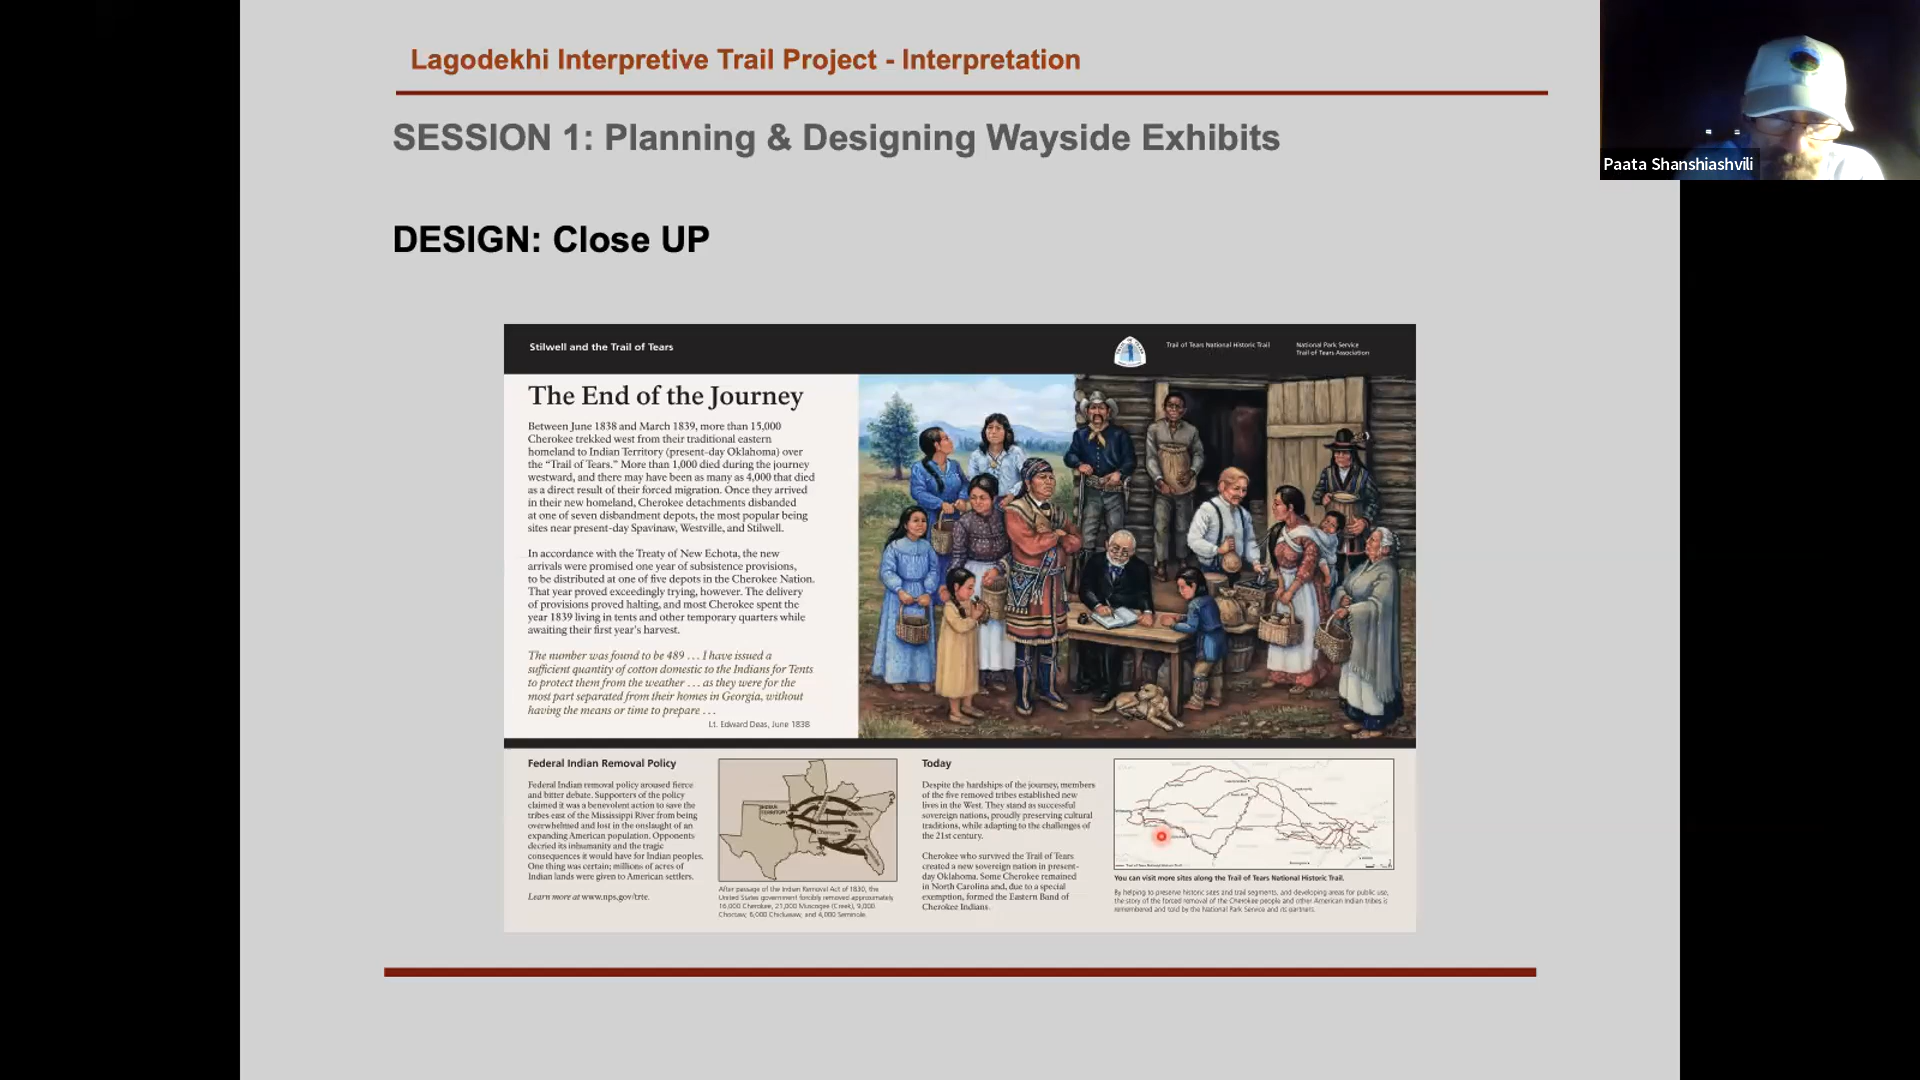 Lagodekhi Interpretive Trail Project - Interpretation
Paata Shanshiashvili
SESSION 1: Planning & Designing Wayside Exhibits
DESIGN: Close UP
Stilwell and the Trail of Tears
Trail of Tears National Historic Trail
National Park Service
Trail of Tears Association
The End of the Journey
Between June 1838 and March 1839, more than 15,000
Cherokee trekked west from their traditional eastern
homeland to Indian Territory (present-day Oklahoma) over
the “Trail of Tears.” More than 1,000 died during the journey
westward, and there may have been as many as 4,000 that died
as a direct result of their forced migration. Once they arrived
in their new homeland, Cherokee detachments disbanded
at one of seven disbandment depots, the most popular being
sites near present-day Spavinaw, Westville, and Stilwell.
In accordance with the Treaty of New Echota, the new
arrivals were promised one year of subsistence provisions,
to be distributed at one of five depots in the Cherokee Nation.
That year proved exceedingly trying, however. The delivery
of provisions proved halting, and most Cherokee spent the
year 1839 living in tents and other temporary quarters while
awaiting their first year’s harvest.
The number was found to be 489 . . . I have issued a
sufficient quantity of cotton domestic to the Indians for Tents
to protect them from the weather . . . as they were for the
most part separated from their homes in Georgia, without
having the means or time to prepare . . .
Lt. Edward Deas, June 1838
Federal Indian Removal Policy
Federal Indian removal policy aroused fierce
and bitter debate. Supporters of the policy
claimed it was a benevolent action to save the
tribes east of the Mississippi River from being
overwhelmed and lost in the onslaught of an
expanding American population. Opponents
decried its inhumanity and the tragic
consequences it would have for Indian peoples.
One thing was certain; millions of acres of
Indian lands were given to American settlers.
Learn more at www.nps.gov/trte.
INDIAN
TERRITORY
After passage of the Indian Removal Act of 1830, the
United States government forcibly removed approximately
16,000 Cherokee, 21,000 Muscogee (Creek), 9,000
Choctaw, 6,000 Chickasaw, and 4,000 Seminole.
Today
Despite the hardships of the journey, members
of the five removed tribes established new
lives in the West. They stand as successful
sovereign nations, proudly preserving cultural
traditions, while adapting to the challenges of
the 21st century.
Cherokee who survived the Trail of Tears
created a new sovereign nation in present-
day Oklahoma. Some Cherokee remained
in North Carolina and, due to a special
exemption, formed the Eastern Band of
Cherokee Indians.
You can visit more sites along the Trail of Tears National Historic Trail.
By helping to preserve historic sites and trail segments, and developing areas for public use,
the story of the forced removal of the Cherokee people and other American Indian tribes is
remembered and told by the National Park Service and its partners.